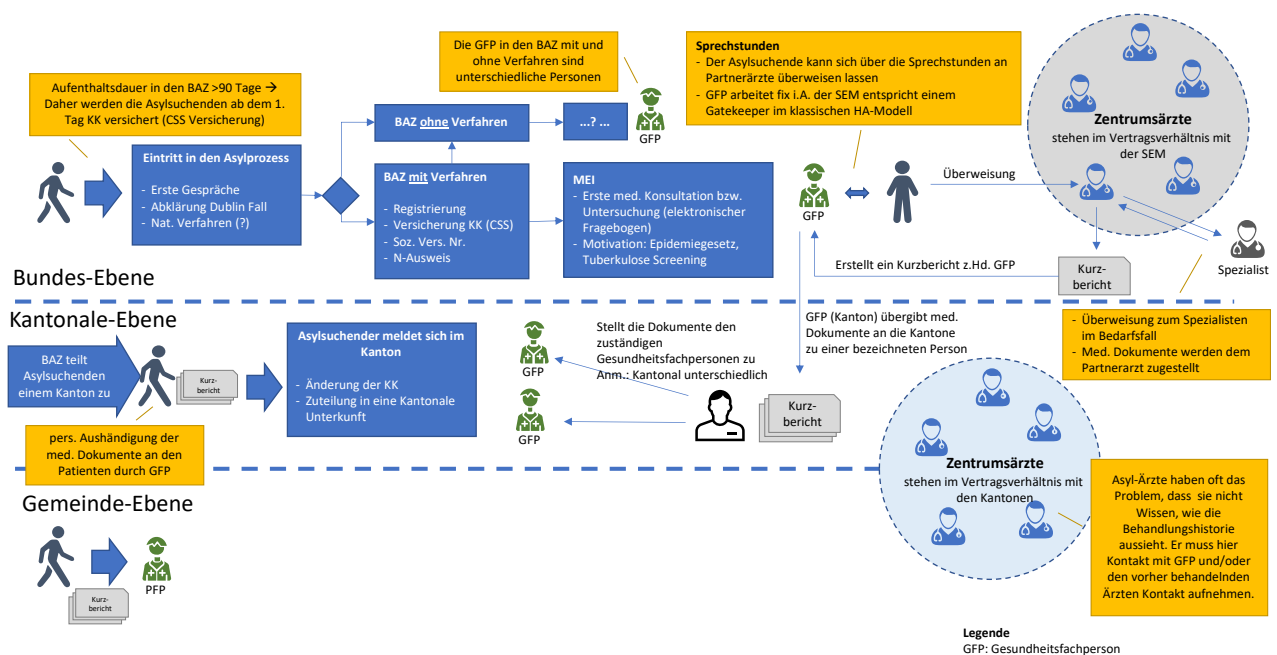 Die GFP in den BAZ mit und
ohne Verfahren sind
unterschiedliche Personen
GFP
Sprechstunden
- Der Asylsuchende kann sich über die Sprechstunden an
Partnerärzte überweisen lassen
- GFP arbeitet fix i.A. der SEM entspricht einem
Gatekeeper im klassischen HA-Modell
Aufenthaltsdauer in den BAZ >90 Tage →
Daher werden die Asylsuchenden ab dem 1.
Tag KK versichert (CSS Versicherung)
Eintritt in den Asylprozess
- Erste Gespräche
- Abklärung Dublin Fall
- Nat. Verfahren (?)
BAZ ohne Verfahren
...? ...
BAZ mit Verfahren
- Registrierung
- Versicherung KK (CSS)
- Soz. Vers. Nr.
- N-Ausweis
MEI
- Erste med. Konsultation bzw.
Untersuchung (elektronischer
Fragebogen)
- Motivation: Epidemiegesetz,
Tuberkulose Screening
GFP
Überweisung
Zentrumsärzte
stehen im Vertragsverhältnis mit
der SEM
Erstellt ein Kurzbericht z.Hd. GFP
Kurz-
bericht
Spezialist
Bundes-Ebene
Kantonale-Ebene
BAZ teilt
Asylsuchenden
einem Kanton zu
Kurz-
bericht
Asylsuchender meldet sich im
Kanton
- Änderung der KK
- Zuteilung in eine Kantonale
Unterkunft
GFP
GFP
Stellt die Dokumente den
zuständigen
Gesundheitsfachpersonen zu
Anm.: Kantonal unterschiedlich
GFP (Kanton) übergibt med.
Dokumente an die Kantone
zu einer bezeichneten Person
Kurz-
bericht
- Überweisung zum Spezialisten
im Bedarfsfall
- Med. Dokumente werden dem
Partnerarzt zugestellt
pers. Aushändigung der
med. Dokumente an den
Patienten durch GFP
Zentrumsärzte
stehen im Vertragsverhältnis mit
den Kantonen
Asyl-Ärzte haben oft das
Problem, dass sie nicht
Wissen, wie die
Behandlungshistorie
aussieht. Er muss hier
Kontakt mit GFP und/oder
den vorher behandelnden
Ärzten Kontakt aufnehmen.
Gemeinde-Ebene
Kurz-
bericht
PFP
Legende
GFP: Gesundheitsfachperson